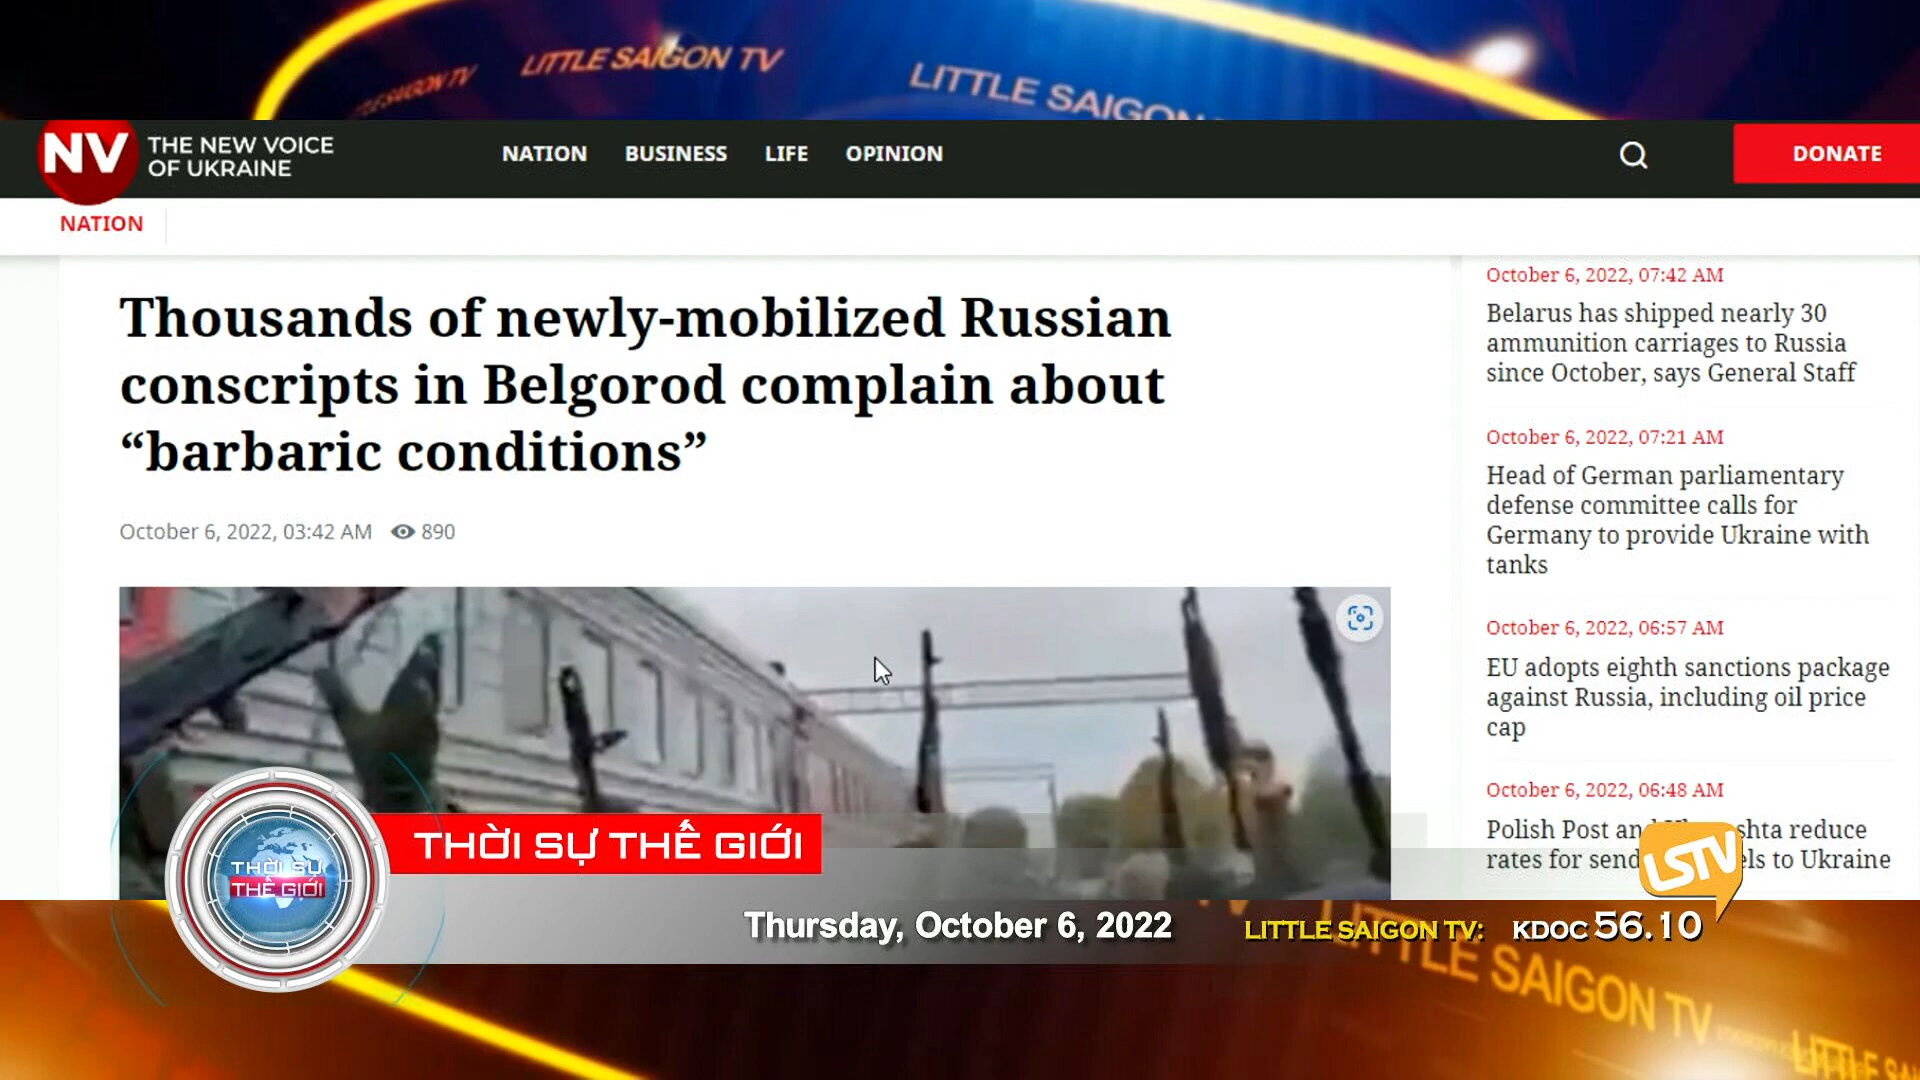 LITTLE SAIGON TV
LITTLE SAIGON TV
LITTLE SAIGON
NV
THE NEW VOICE
OF UKRAINE
NATION BUSINESS LIFE OPINION
DONATE
NATION
Thousands of newly-mobilized Russian
conscripts in Belgorod complain about
“barbaric conditions”
October 6, 2022, 03:42 AM 890
October 6, 2022, 07:42 AM
Belarus has shipped nearly 30
ammunition carriages to Russia
since October, says General Staff
October 6, 2022, 07:21 AM
Head of German parliamentary
defense committee calls for
Germany to provide Ukraine with
tanks
October 6, 2022, 06:57 AM
EU adopts eighth sanctions package
against Russia, including oil price
cap
October 6, 2022, 06:48 AM
Polish Post an shta reduce
rates for send els to Ukraine
LSTV
THỜI SỰ THẾ GIỚI
THỜI SỰ
THẾ GIỚI
Thursday, October 6, 2022
LITTLE SAIGON TV: KDOC 56.10
LITTLE SAIGON TV